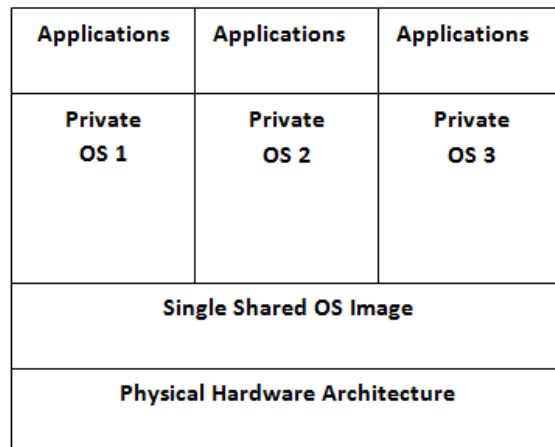 Applications Applications Applications
Private Private Private
OS 1 OS 2 OS 3
Single Shared OS Image
Physical Hardware Architecture